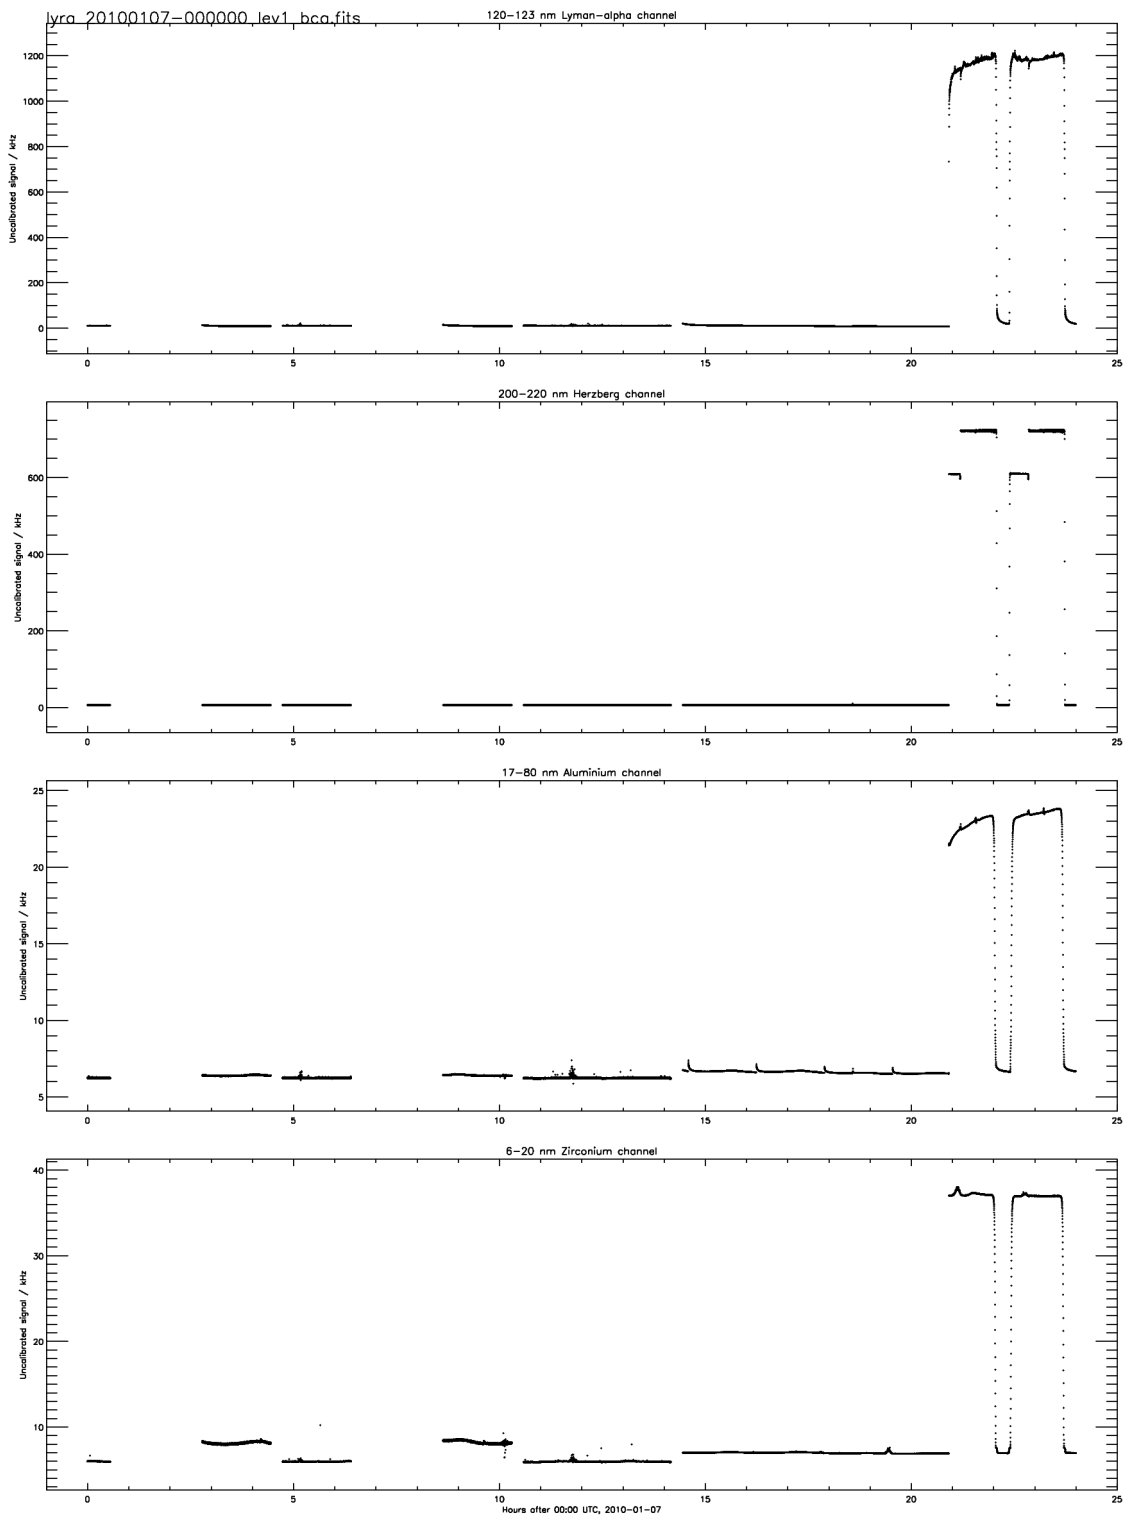 lyra_20100107-000000_lev1_bca.fits
120-123 nm Lyman-alpha channel
Uncalibrated signal / kHz
1200
1000
800
600
400
200
0
0 5 10 15 20 25
200-220 nm Herzberg channel
Uncalibrated signal / kHz
600
400
200
0
0 5 10 15 20 25
17-80 nm Aluminium channel
Uncalibrated signal / kHz
25
20
15
10
5
0 5 10 15 20 25
6-20 nm Zirconium channel
Uncalibrated signal / kHz
40
30
20
10
0 5 10 15 20 25
Hours after 00:00 UTC, 2010-01-07